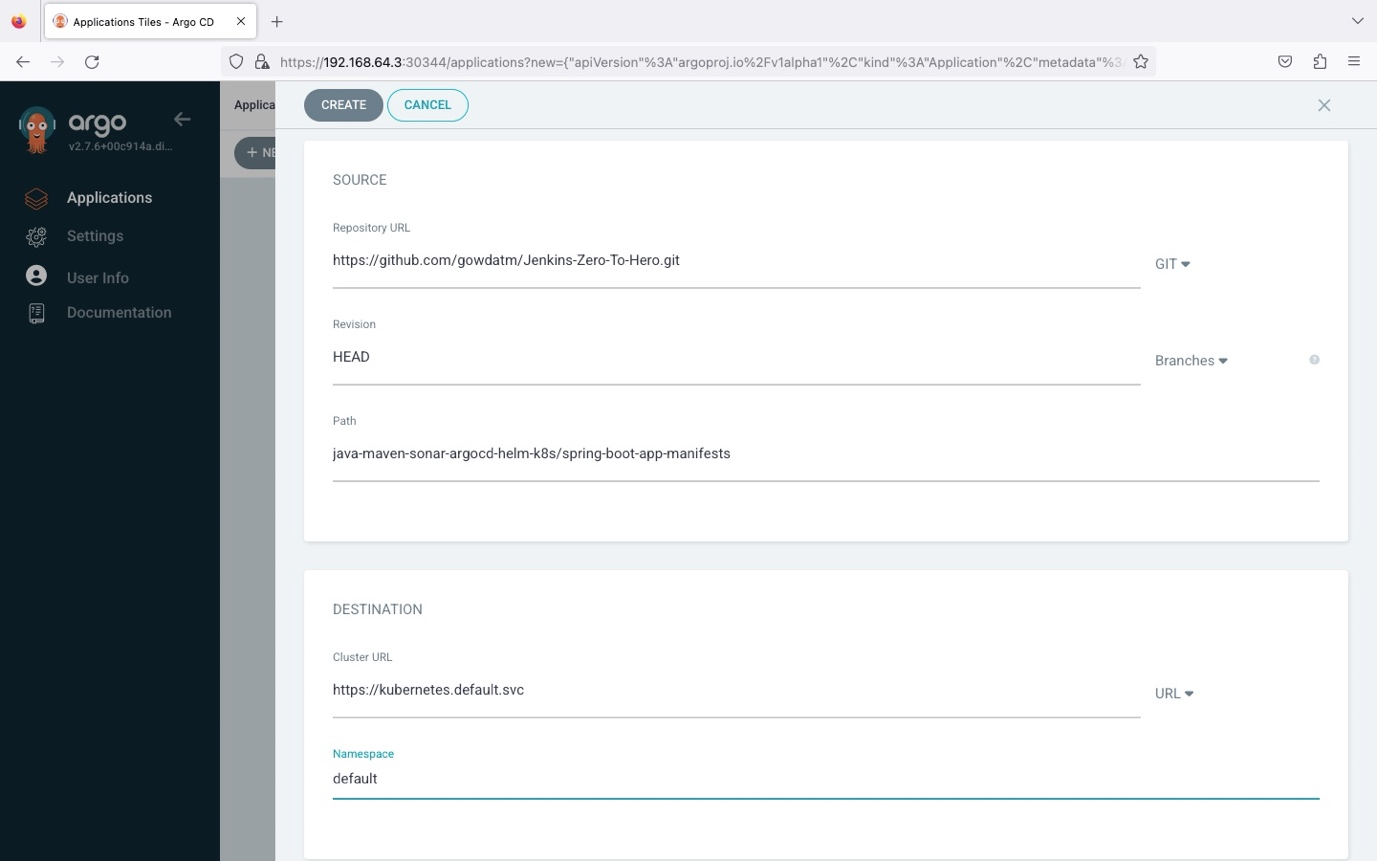 Applications Tiles - Argo CD
https://192.168.64.3:30344/applications?new={"apiVersion"%3A"argoproj.io%2Fv1alpha1"%2C"kind"%3A"Application"%2C"metadata"%3
argo
v2.7.6+00c914a.di...
Applications
Settings
User Info
Documentation
Applica
+ NE
CREATE
CANCEL
SOURCE
Repository URL
https://github.com/gowdatm/Jenkins-Zero-To-Hero.git
GIT
Revision
HEAD
Branches
?
Path
java-maven-sonar-argocd-helm-k8s/spring-boot-app-manifests
DESTINATION
Cluster URL
https://kubernetes.default.svc
URL
Namespace
default